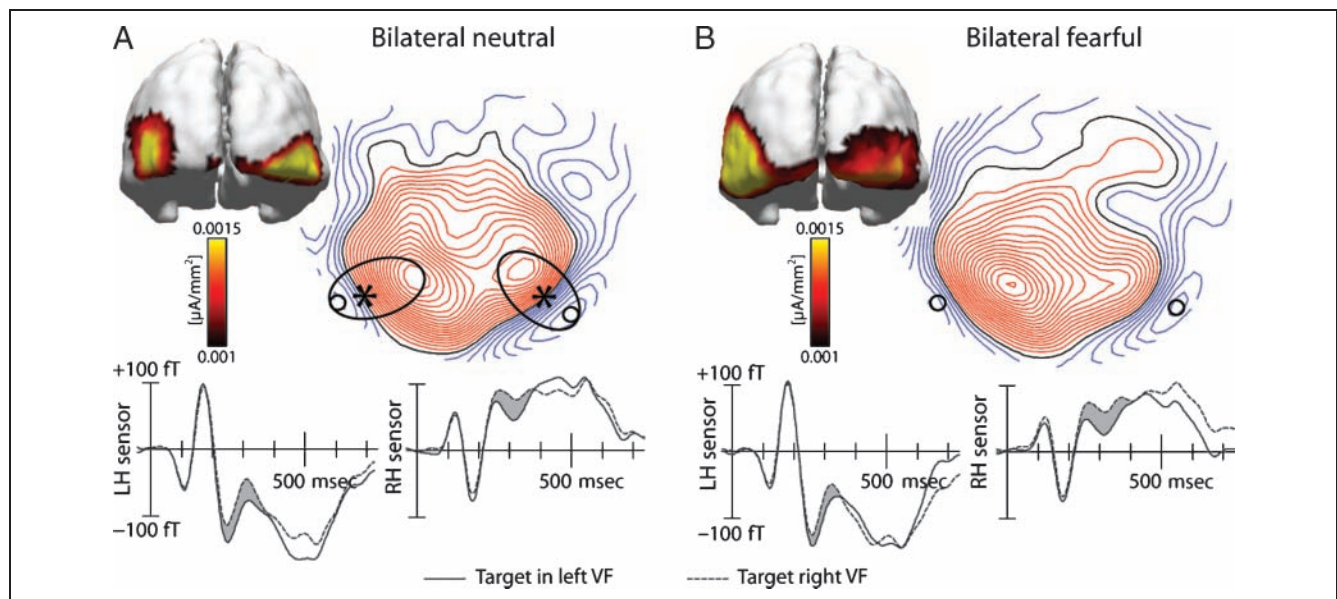 A
Bilateral neutral
0.0015
[µA/mm²]
0.001
+100 fT
LH sensor
−100 fT
500 msec
RH sensor
500 msec
B
Bilateral fearful
0.0015
[µA/mm²]
0.001
+100 fT
LH sensor
−100 fT
500 msec
RH sensor
500 msec
Target in left VF
Target right VF